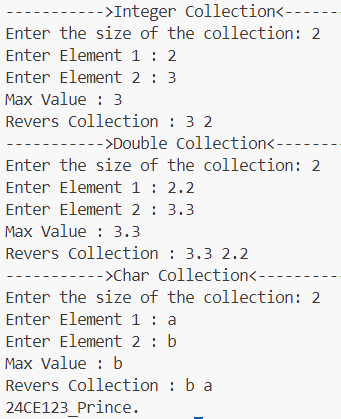 ----------->Integer Collection<-------
Enter the size of the collection: 2
Enter Element 1 : 2
Enter Element 2 : 3
Max Value : 3
Revers Collection : 3 2
----------->Double Collection<--------
Enter the size of the collection: 2
Enter Element 1 : 2.2
Enter Element 2 : 3.3
Max Value : 3.3
Revers Collection : 3.3 2.2
----------->Char Collection<----------
Enter the size of the collection: 2
Enter Element 1 : a
Enter Element 2 : b
Max Value : b
Revers Collection : b a
24CE123_Prince.